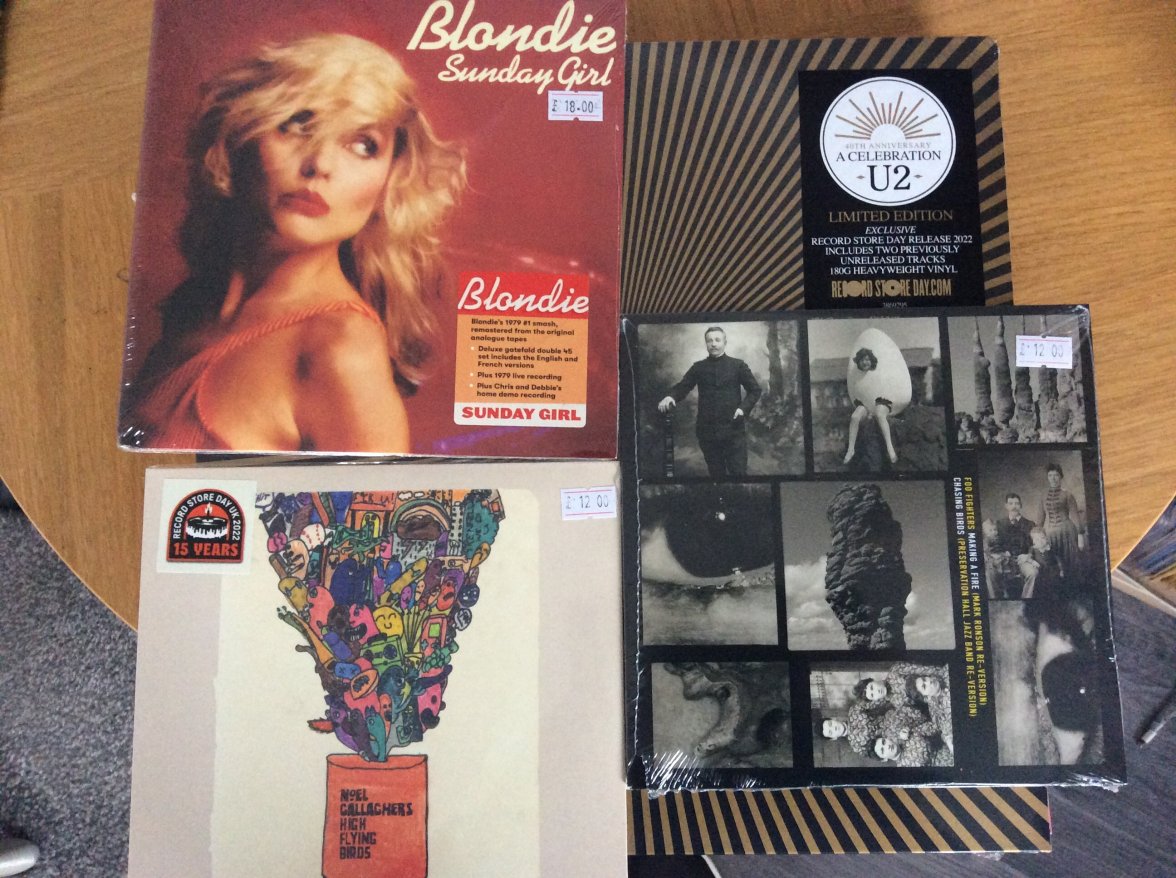 Blondie
Sunday Girl
£ 18-00
Blondie
Blondie's 1979 #1 smash,
remastered from the original
analogue tapes
• Deluxe gatefold double 45
set includes the English and
French versions
• Plus 1979 live recording
• Plus Chris and Debbie's
home demo recording
SUNDAY GIRL
40TH ANNIVERSARY
A CELEBRATION
U2
LIMITED EDITION
EXCLUSIVE
RECORD STORE DAY RELEASE 2022
INCLUDES TWO PREVIOUSLY
UNRELEASED TRACKS
180G HEAVYWEIGHT VINYL
RECORD STORE DAY.COM
RECORD STORE DAY UK 2022
15 YEARS
£ 12 00
NOEL
GALLAGHERS
HIGH
FLYING
BIRDS
£ 12 00
FOO FIGHTERS MAKING A FIRE (MARK RONSON RE-VERSION)
CHASING BIRDS (PRESERVATION HALL JAZZ BAND RE-VERSION)